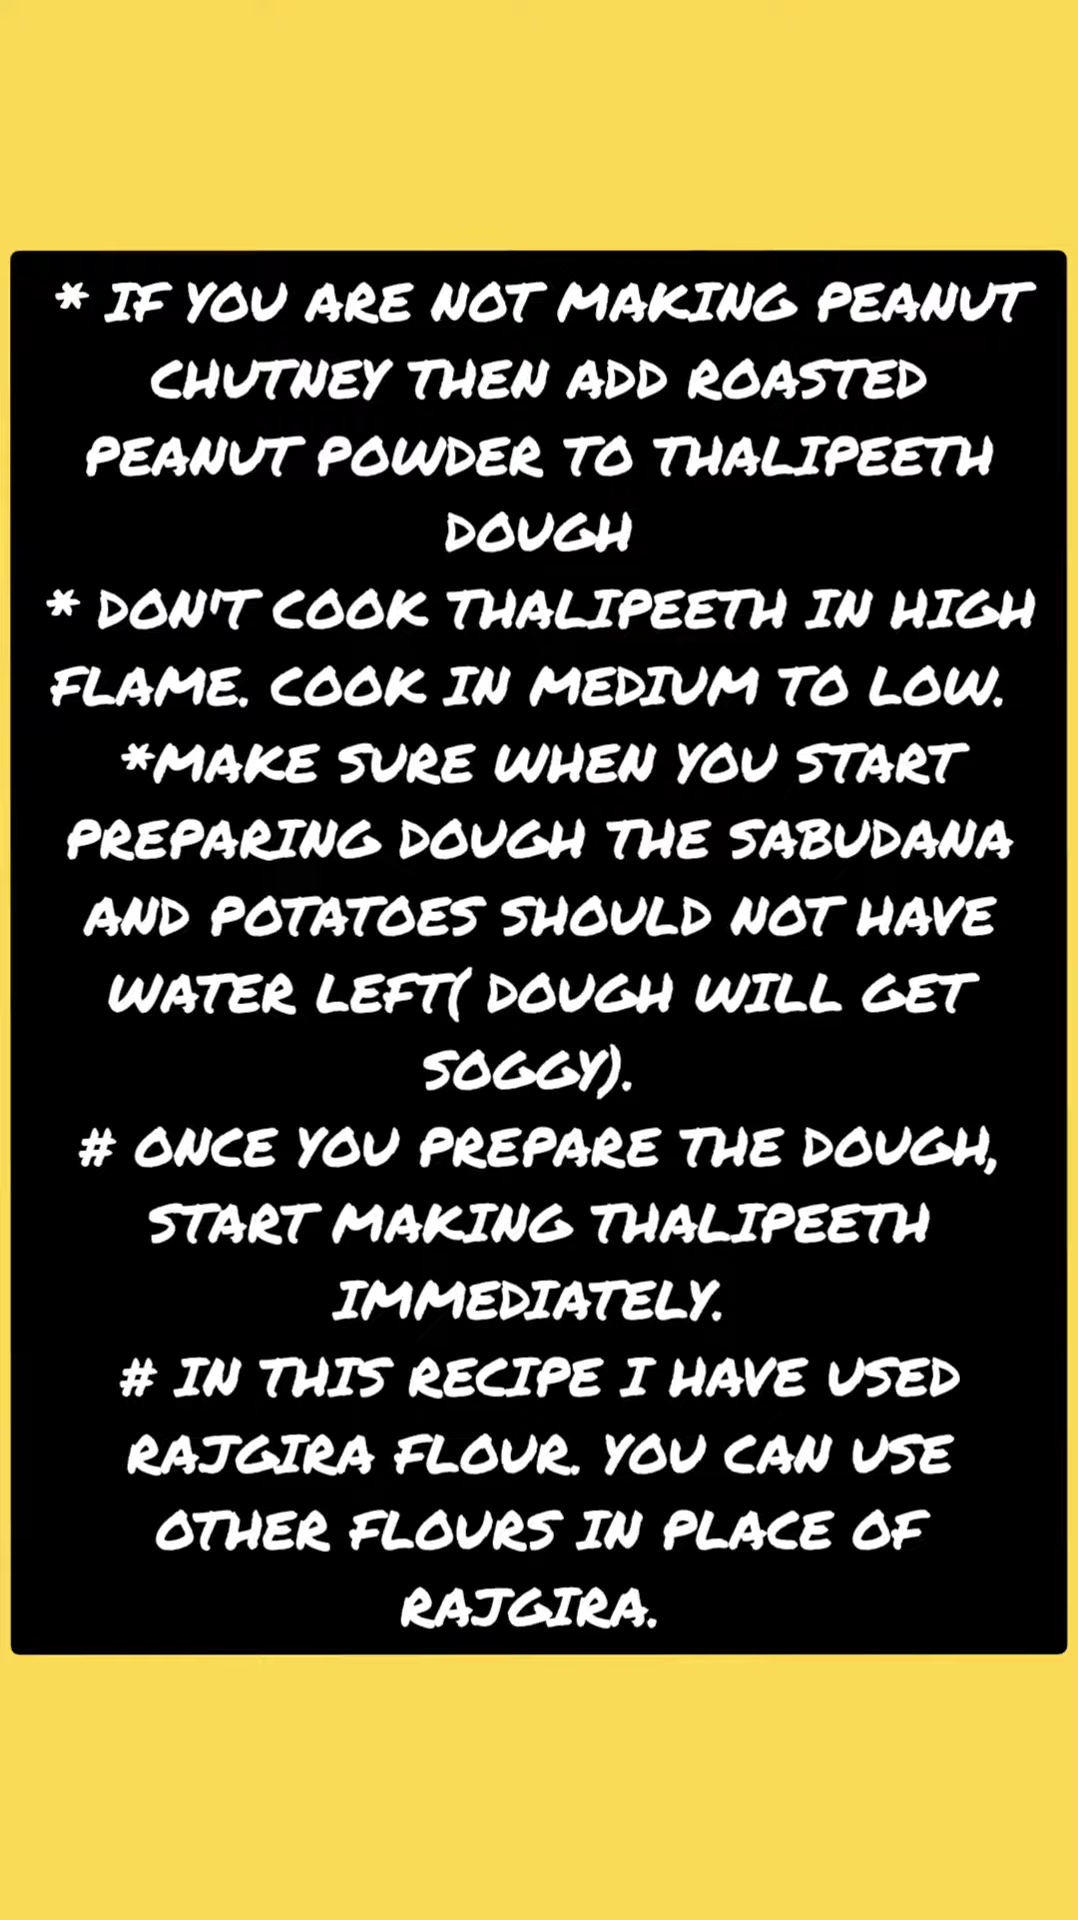 * IF YOU ARE NOT MAKING PEANUT
CHUTNEY THEN ADD ROASTED
PEANUT POWDER TO THALIPEETH
DOUGH
* DON'T COOK THALIPEETH IN HIGH
FLAME. COOK IN MEDIUM TO LOW.
*MAKE SURE WHEN YOU START
PREPARING DOUGH THE SABUDANA
AND POTATOES SHOULD NOT HAVE
WATER LEFT( DOUGH WILL GET
SOGGY).
# ONCE YOU PREPARE THE DOUGH,
START MAKING THALIPEETH
IMMEDIATELY.
# IN THIS RECIPE I HAVE USED
RAJGIRA FLOUR. YOU CAN USE
OTHER FLOURS IN PLACE OF
RAJGIRA.